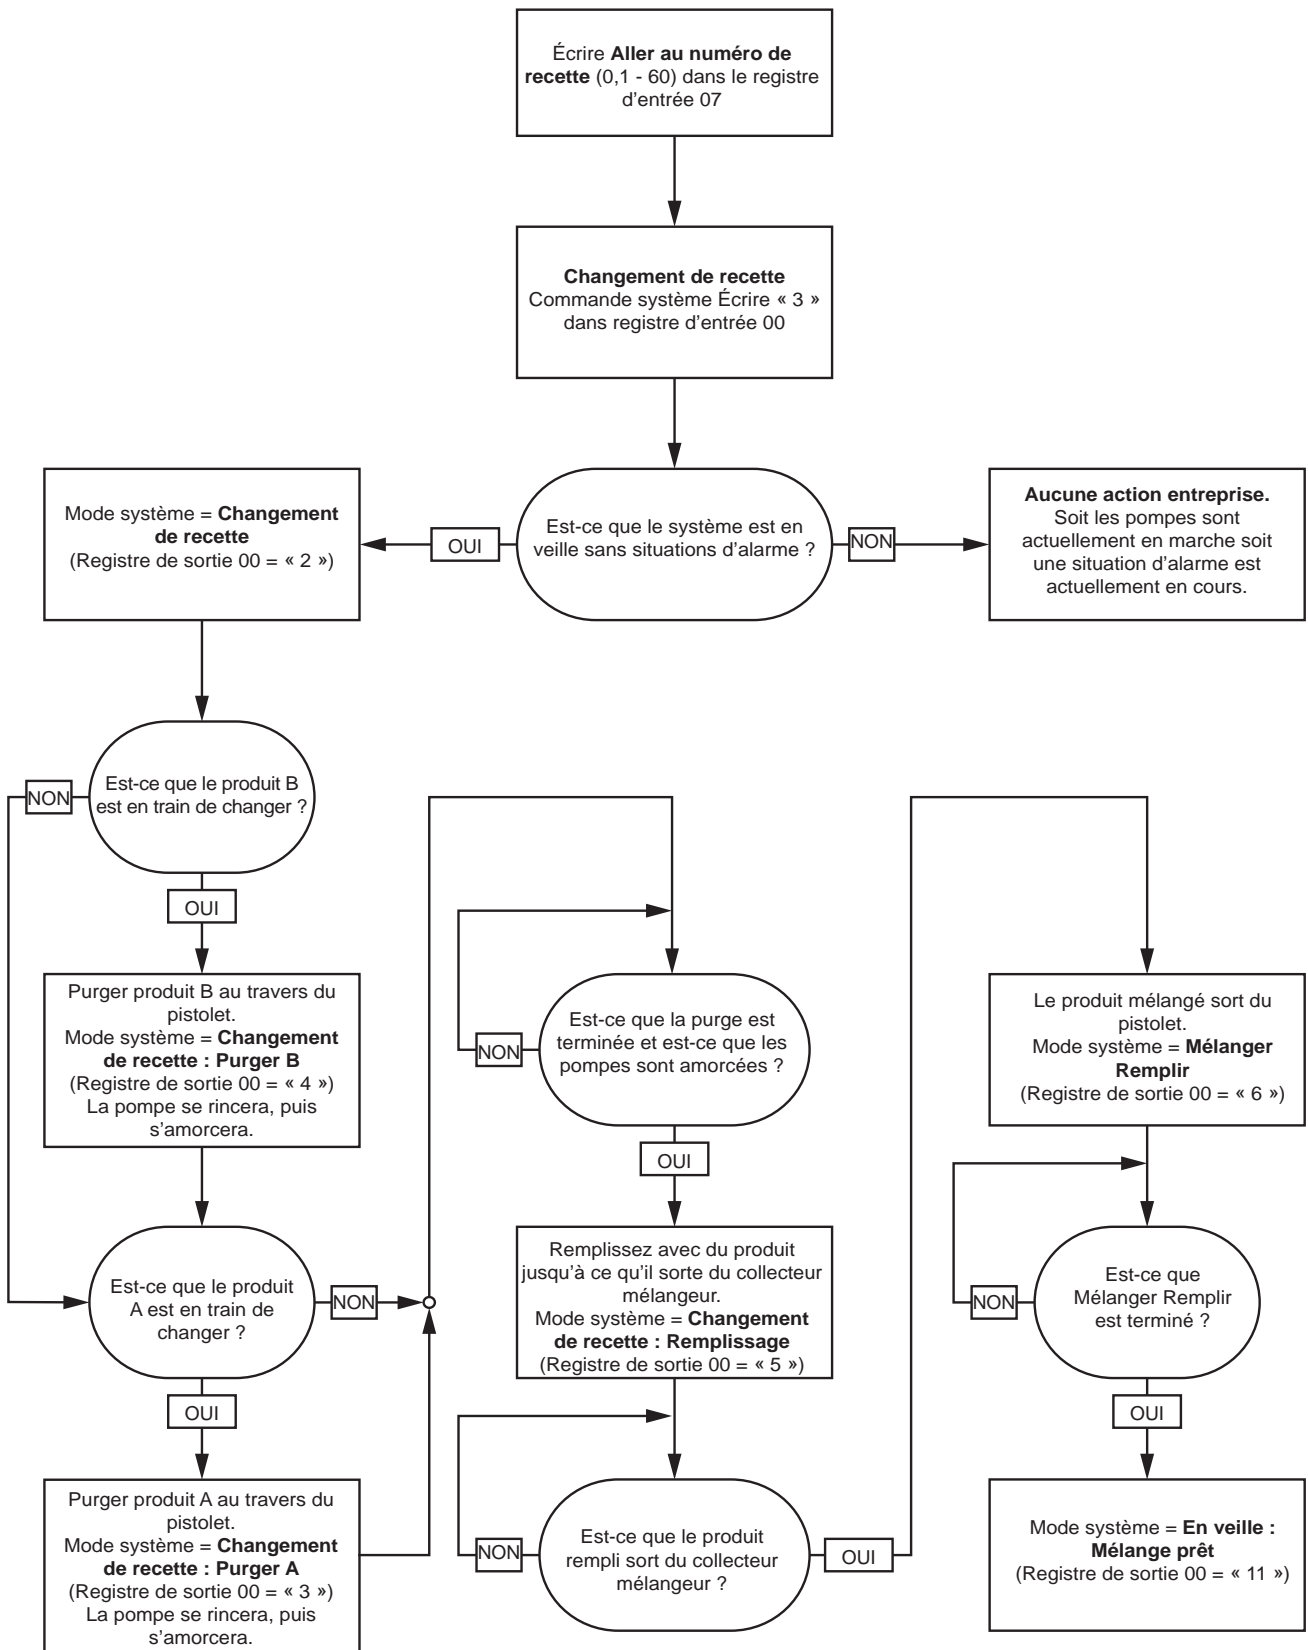 Écrire Aller au numéro de
recette (0,1 - 60) dans le registre
d'entrée 07
Changement de recette
Commande système Écrire « 3 »
dans registre d'entrée 00
Mode système = Changement
de recette
(Registre de sortie 00 = « 2 »)
OUI
Est-ce que le système est en
veille sans situations d'alarme ?
NON
Aucune action entreprise.
Soit les pompes sont
actuellement en marche soit
une situation d'alarme est
actuellement en cours.
Est-ce que le produit B
est en train de changer ?
NON
OUI
Purger produit B au travers du
pistolet.
Mode système = Changement
de recette : Purger B
(Registre de sortie 00 = « 4 »)
La pompe se rincera, puis
s'amorcera.
Est-ce que le produit
A est en train de
changer ?
NON
OUI
Purger produit A au travers du
pistolet.
Mode système = Changement
de recette : Purger A
(Registre de sortie 00 = « 3 »)
La pompe se rincera, puis
s'amorcera.
Est-ce que la purge est
terminée et est-ce que les
pompes sont amorcées ?
NON
OUI
Remplissez avec du produit
jusqu'à ce qu'il sorte du collecteur
mélangeur.
Mode système = Changement
de recette : Remplissage
(Registre de sortie 00 = « 5 »)
Est-ce que le produit
rempli sort du collecteur
mélangeur ?
NON
OUI
Le produit mélangé sort du
pistolet.
Mode système = Mélanger
Remplir
(Registre de sortie 00 = « 6 »)
Est-ce que
Mélanger Remplir
est terminé ?
NON
OUI
Mode système = En veille :
Mélange prêt
(Registre de sortie 00 = « 11 »)